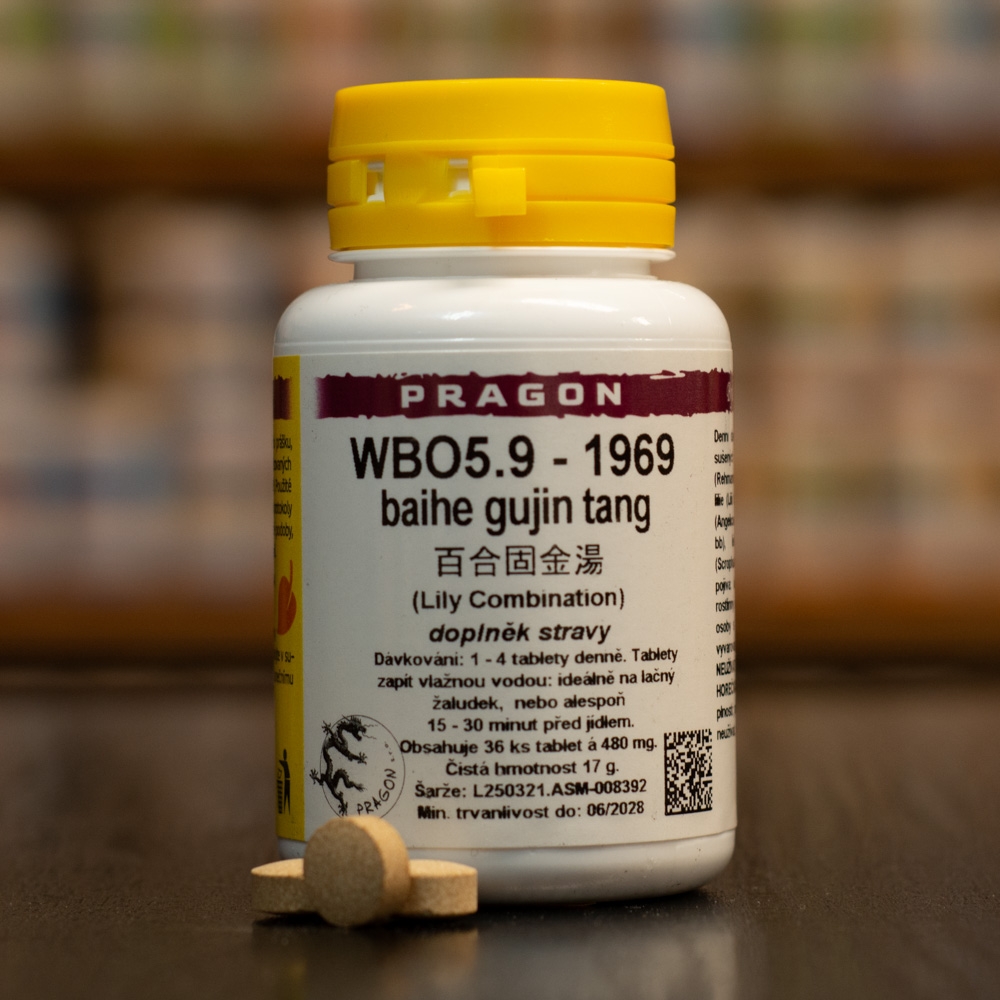 PRAGON
WBO5.9 - 1969
baihe gujin tang
百合固金湯
(Lily Combination)
doplněk stravy
Dávkování: 1 - 4 tablety denně. Tablety
zapít vlažnou vodou: ideálně na lačný
žaludek, nebo alespoň
15 - 30 minut před jídlem.
Obsahuje 36 ks tablet á 480 mg.
Čistá hmotnost 17 g.
Šarže: L250321.ASM-008392
Min. trvanlivost do: 06/2028
PRAGON...